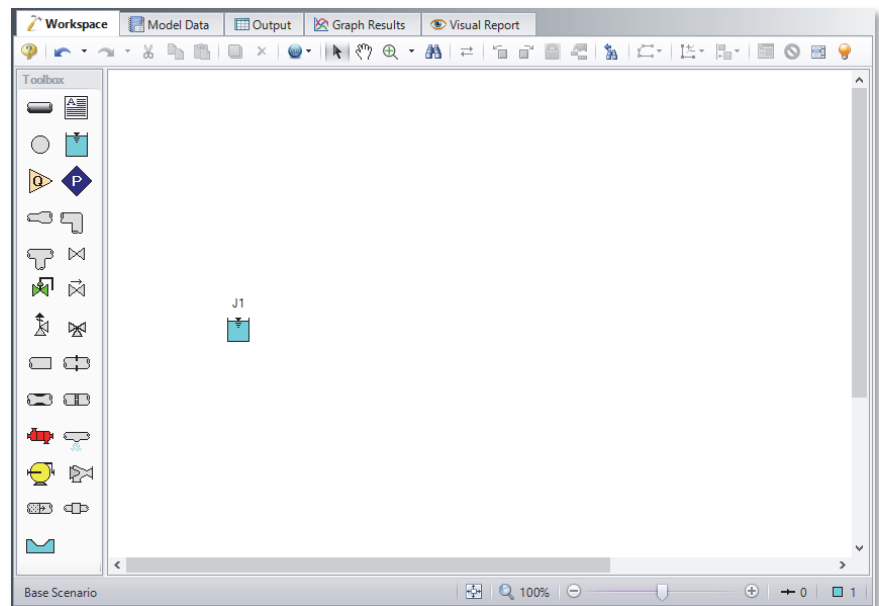 Workspace Model Data Output Graph Results Visual Report
Toolbox
A
Q P
J1
Base Scenario 100% 0 1